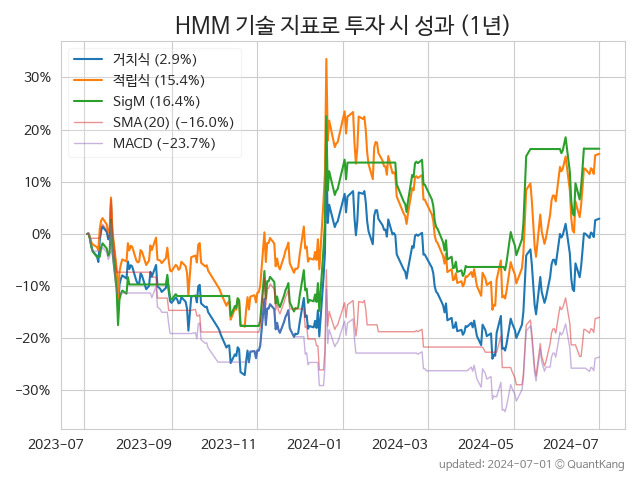 HMM 기술 지표로 투자 시 성과 (1년)
거치식 (2.9%)
적립식 (15.4%)
SigM (16.4%)
SMA(20) (−16.0%)
MACD (−23.7%)
30%
20%
10%
0%
−10%
−20%
−30%
2023-07 2023-09 2023-11 2024-01 2024-03 2024-05 2024-07
updated: 2024-07-01 © QuantKang